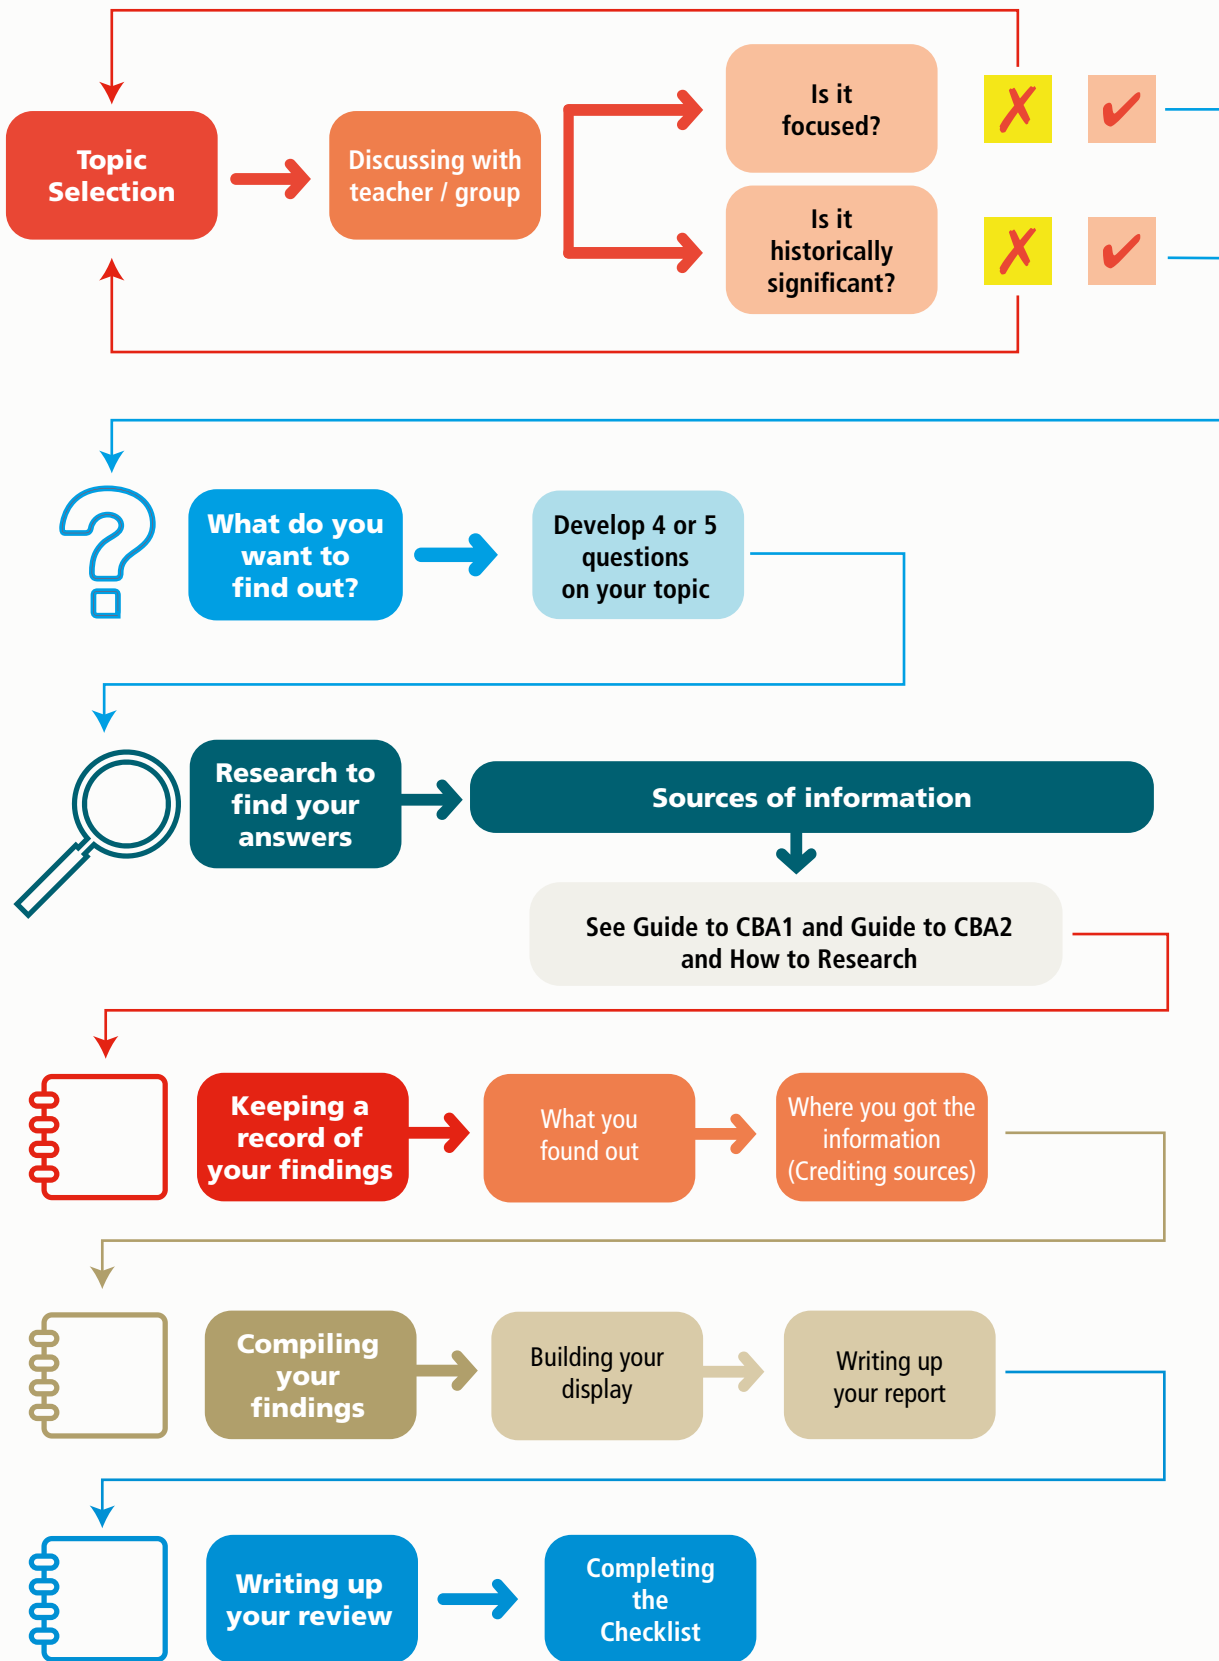 Topic
Selection
Discussing with
teacher / group
Is it
focused?
✗ ✓
Is it
historically
significant?
✗ ✓
?
What do you
want to
find out?
Develop 4 or 5
questions
on your topic
Research to
find your
answers
Sources of information
See Guide to CBA1 and Guide to CBA2
and How to Research
Keeping a
record of
your findings
What you
found out
Where you got the
information
(Crediting sources)
Compiling
your
findings
Building your
display
Writing up
your report
Writing up
your review
Completing
the
Checklist